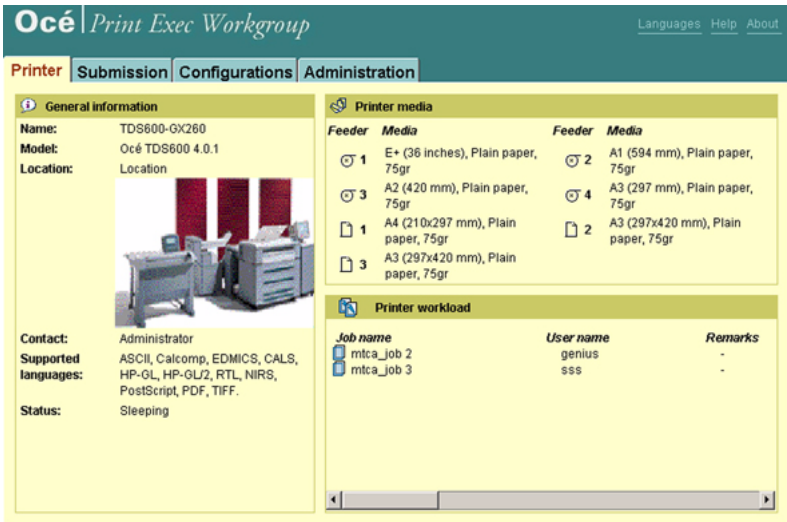 Océ Print Exec Workgroup
Languages Help About
Printer Submission Configurations Administration
General information
Name: TDS600-GX260
Model: Océ TDS600 4.0.1
Location: Location
Contact: Administrator
Supported languages: ASCII, Calcomp, EDMICS, CALS,
HP-GL, HP-GL/2, RTL, NIRS,
PostScript, PDF, TIFF.
Status: Sleeping
Printer media
Feeder Media Feeder Media
1 E+ (36 inches), Plain paper,
75gr
2 A1 (594 mm), Plain paper,
75gr
3 A2 (420 mm), Plain paper,
75gr
4 A3 (297 mm), Plain paper,
75gr
1 A4 (210x297 mm), Plain
paper, 75gr
2 A3 (297x420 mm), Plain
paper, 75gr
3 A3 (297x420 mm), Plain
paper, 75gr
Printer workload
Job name User name Remarks
mtca_job 2 genius -
mtca_job 3 sss -